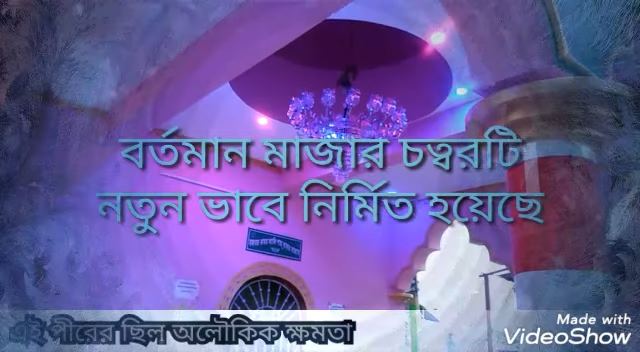 বর্তমান মাজার চত্বরটি
নতুন ভাবে নির্মিত হয়েছে
এই পীরের ছিল অলৌকিক ক্ষমতা
Made with
VideoShow